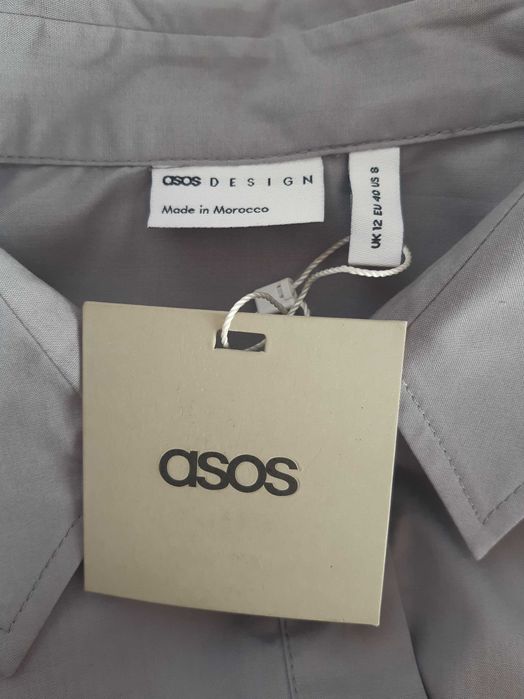 asos DESIGN
Made in Morocco
UK 12 EU 40 US 8
asos